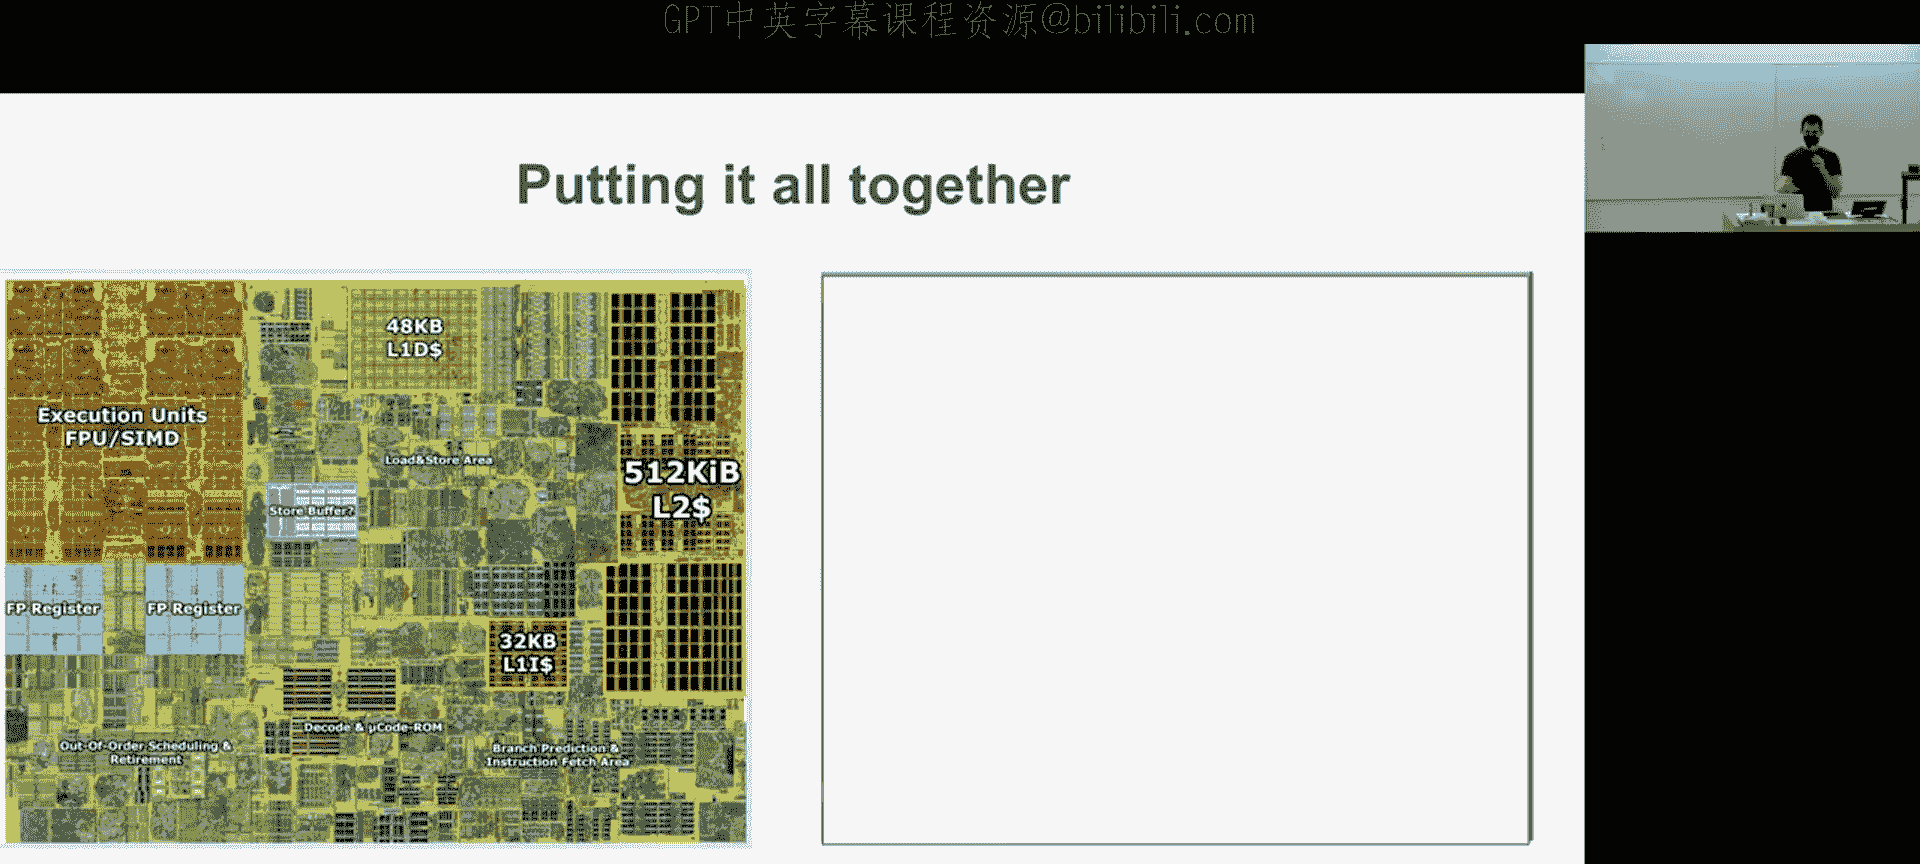 GPT中英字幕课程资源@bilibili.com
Putting it all together
48KB
L1D$
Execution Units
FPU/SIMD
Load&Store Area
512KiB
L2$
Store Buffer?
FP Register
FP Register
32KB
L1I$
Decode & µCode-ROM
Out-Of-Order Scheduling &
Retirement
Branch Prediction &
Instruction Fetch Area